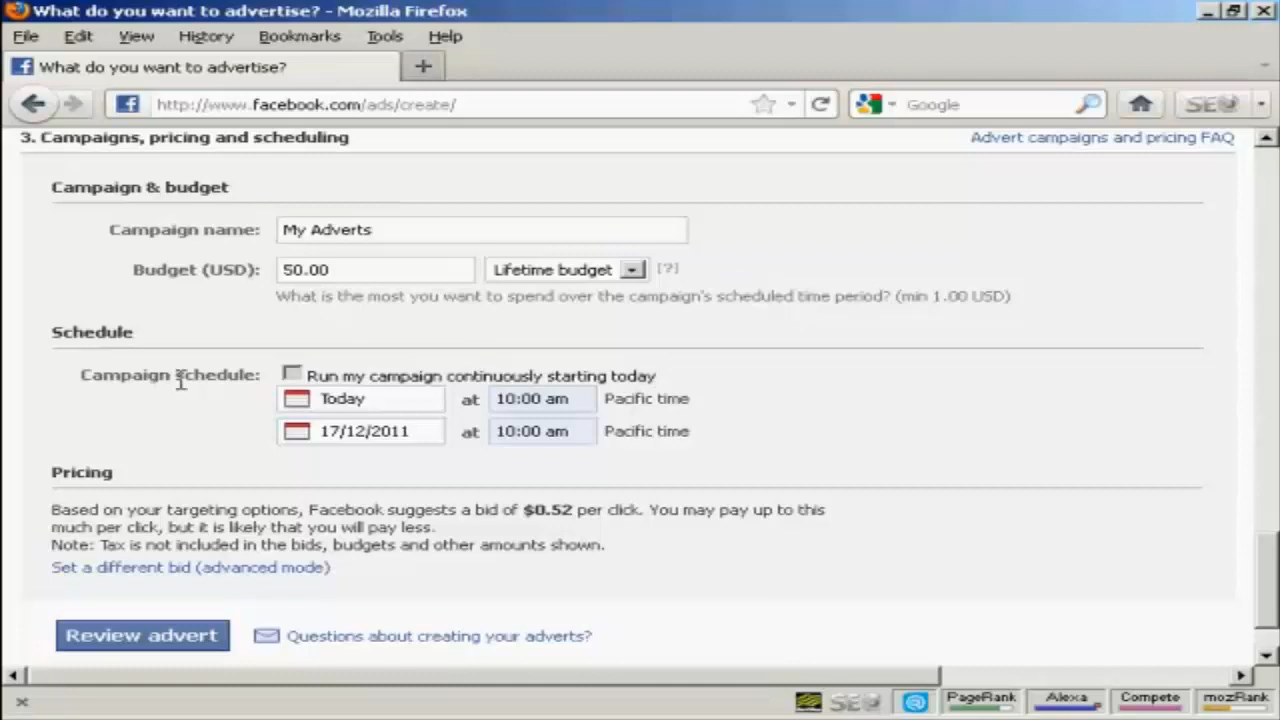 What do you want to advertise? - Mozilla Firefox
File Edit View History Bookmarks Tools Help
What do you want to advertise?
http://www.facebook.com/ads/create/
Google
SEO
3. Campaigns, pricing and scheduling
Advert campaigns and pricing FAQ
Campaign & budget
Campaign name: My Adverts
Budget (USD): 50.00 Lifetime budget [?]
What is the most you want to spend over the campaign's scheduled time period? (min 1.00 USD)
Schedule
Campaign schedule: Run my campaign continuously starting today
Today at 10:00 am Pacific time
17/12/2011 at 10:00 am Pacific time
Pricing
Based on your targeting options, Facebook suggests a bid of $0.52 per click. You may pay up to this
much per click, but it is likely that you will pay less.
Note: Tax is not included in the bids, budgets and other amounts shown.
Set a different bid (advanced mode)
Review advert Questions about creating your adverts?
SEO PageRank Alexa Compete mozRank